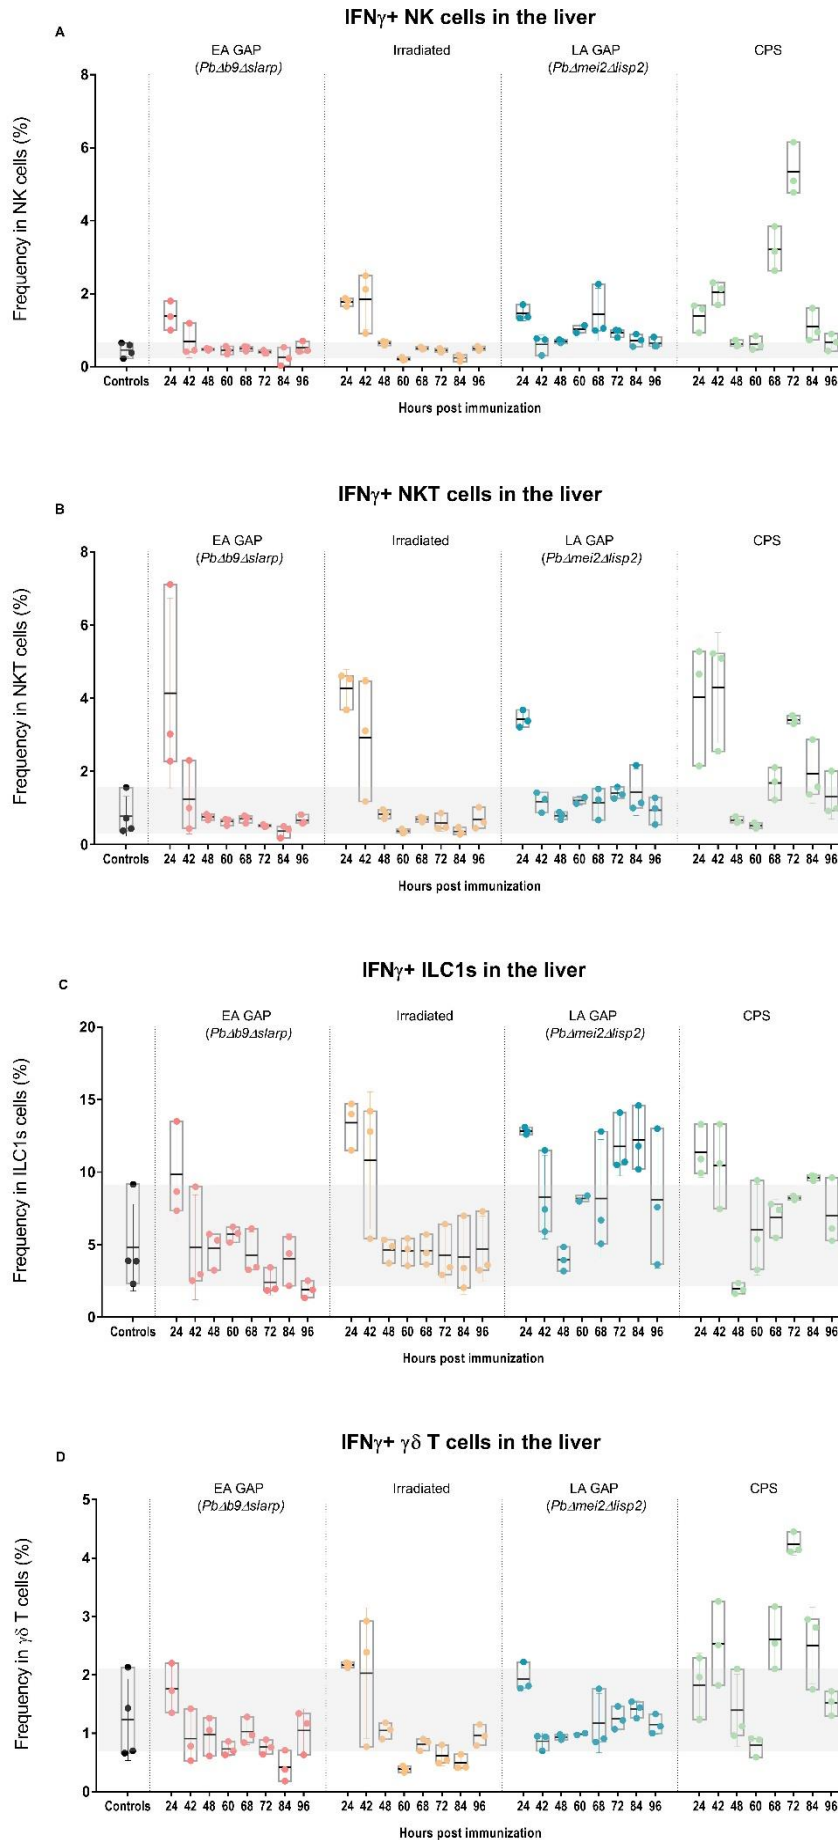 IFNγ+ NK cells in the liver
A
EA GAP Irradiated LA GAP CPS
(PbΔb9Δslarp) (PbΔmei2Δlisp2)
Frequency in NK cells (%)
8
6
4
2
0
Controls 24 42 48 60 68 72 84 96 24 42 48 60 68 72 84 96 24 42 48 60 68 72 84 96 24 42 48 60 68 72 84 96
Hours post immunization
IFNγ+ NKT cells in the liver
B
EA GAP Irradiated LA GAP CPS
(PbΔb9Δslarp) (PbΔmei2Δlisp2)
Frequency in NKT cells (%)
8
6
4
2
0
Controls 24 42 48 60 68 72 84 96 24 42 48 60 68 72 84 96 24 42 48 60 68 72 84 96 24 42 48 60 68 72 84 96
Hours post immunization
IFNγ+ ILC1s in the liver
C
EA GAP Irradiated LA GAP CPS
(PbΔb9Δslarp) (PbΔmei2Δlisp2)
Frequency in ILC1s cells (%)
20
15
10
5
0
Controls 24 42 48 60 68 72 84 96 24 42 48 60 68 72 84 96 24 42 48 60 68 72 84 96 24 42 48 60 68 72 84 96
Hours post immunization
IFNγ+ γδ T cells in the liver
D
EA GAP Irradiated LA GAP CPS
(PbΔb9Δslarp) (PbΔmei2Δlisp2)
Frequency in γδ T cells (%)
5
4
3
2
1
0
Controls 24 42 48 60 68 72 84 96 24 42 48 60 68 72 84 96 24 42 48 60 68 72 84 96 24 42 48 60 68 72 84 96
Hours post immunization